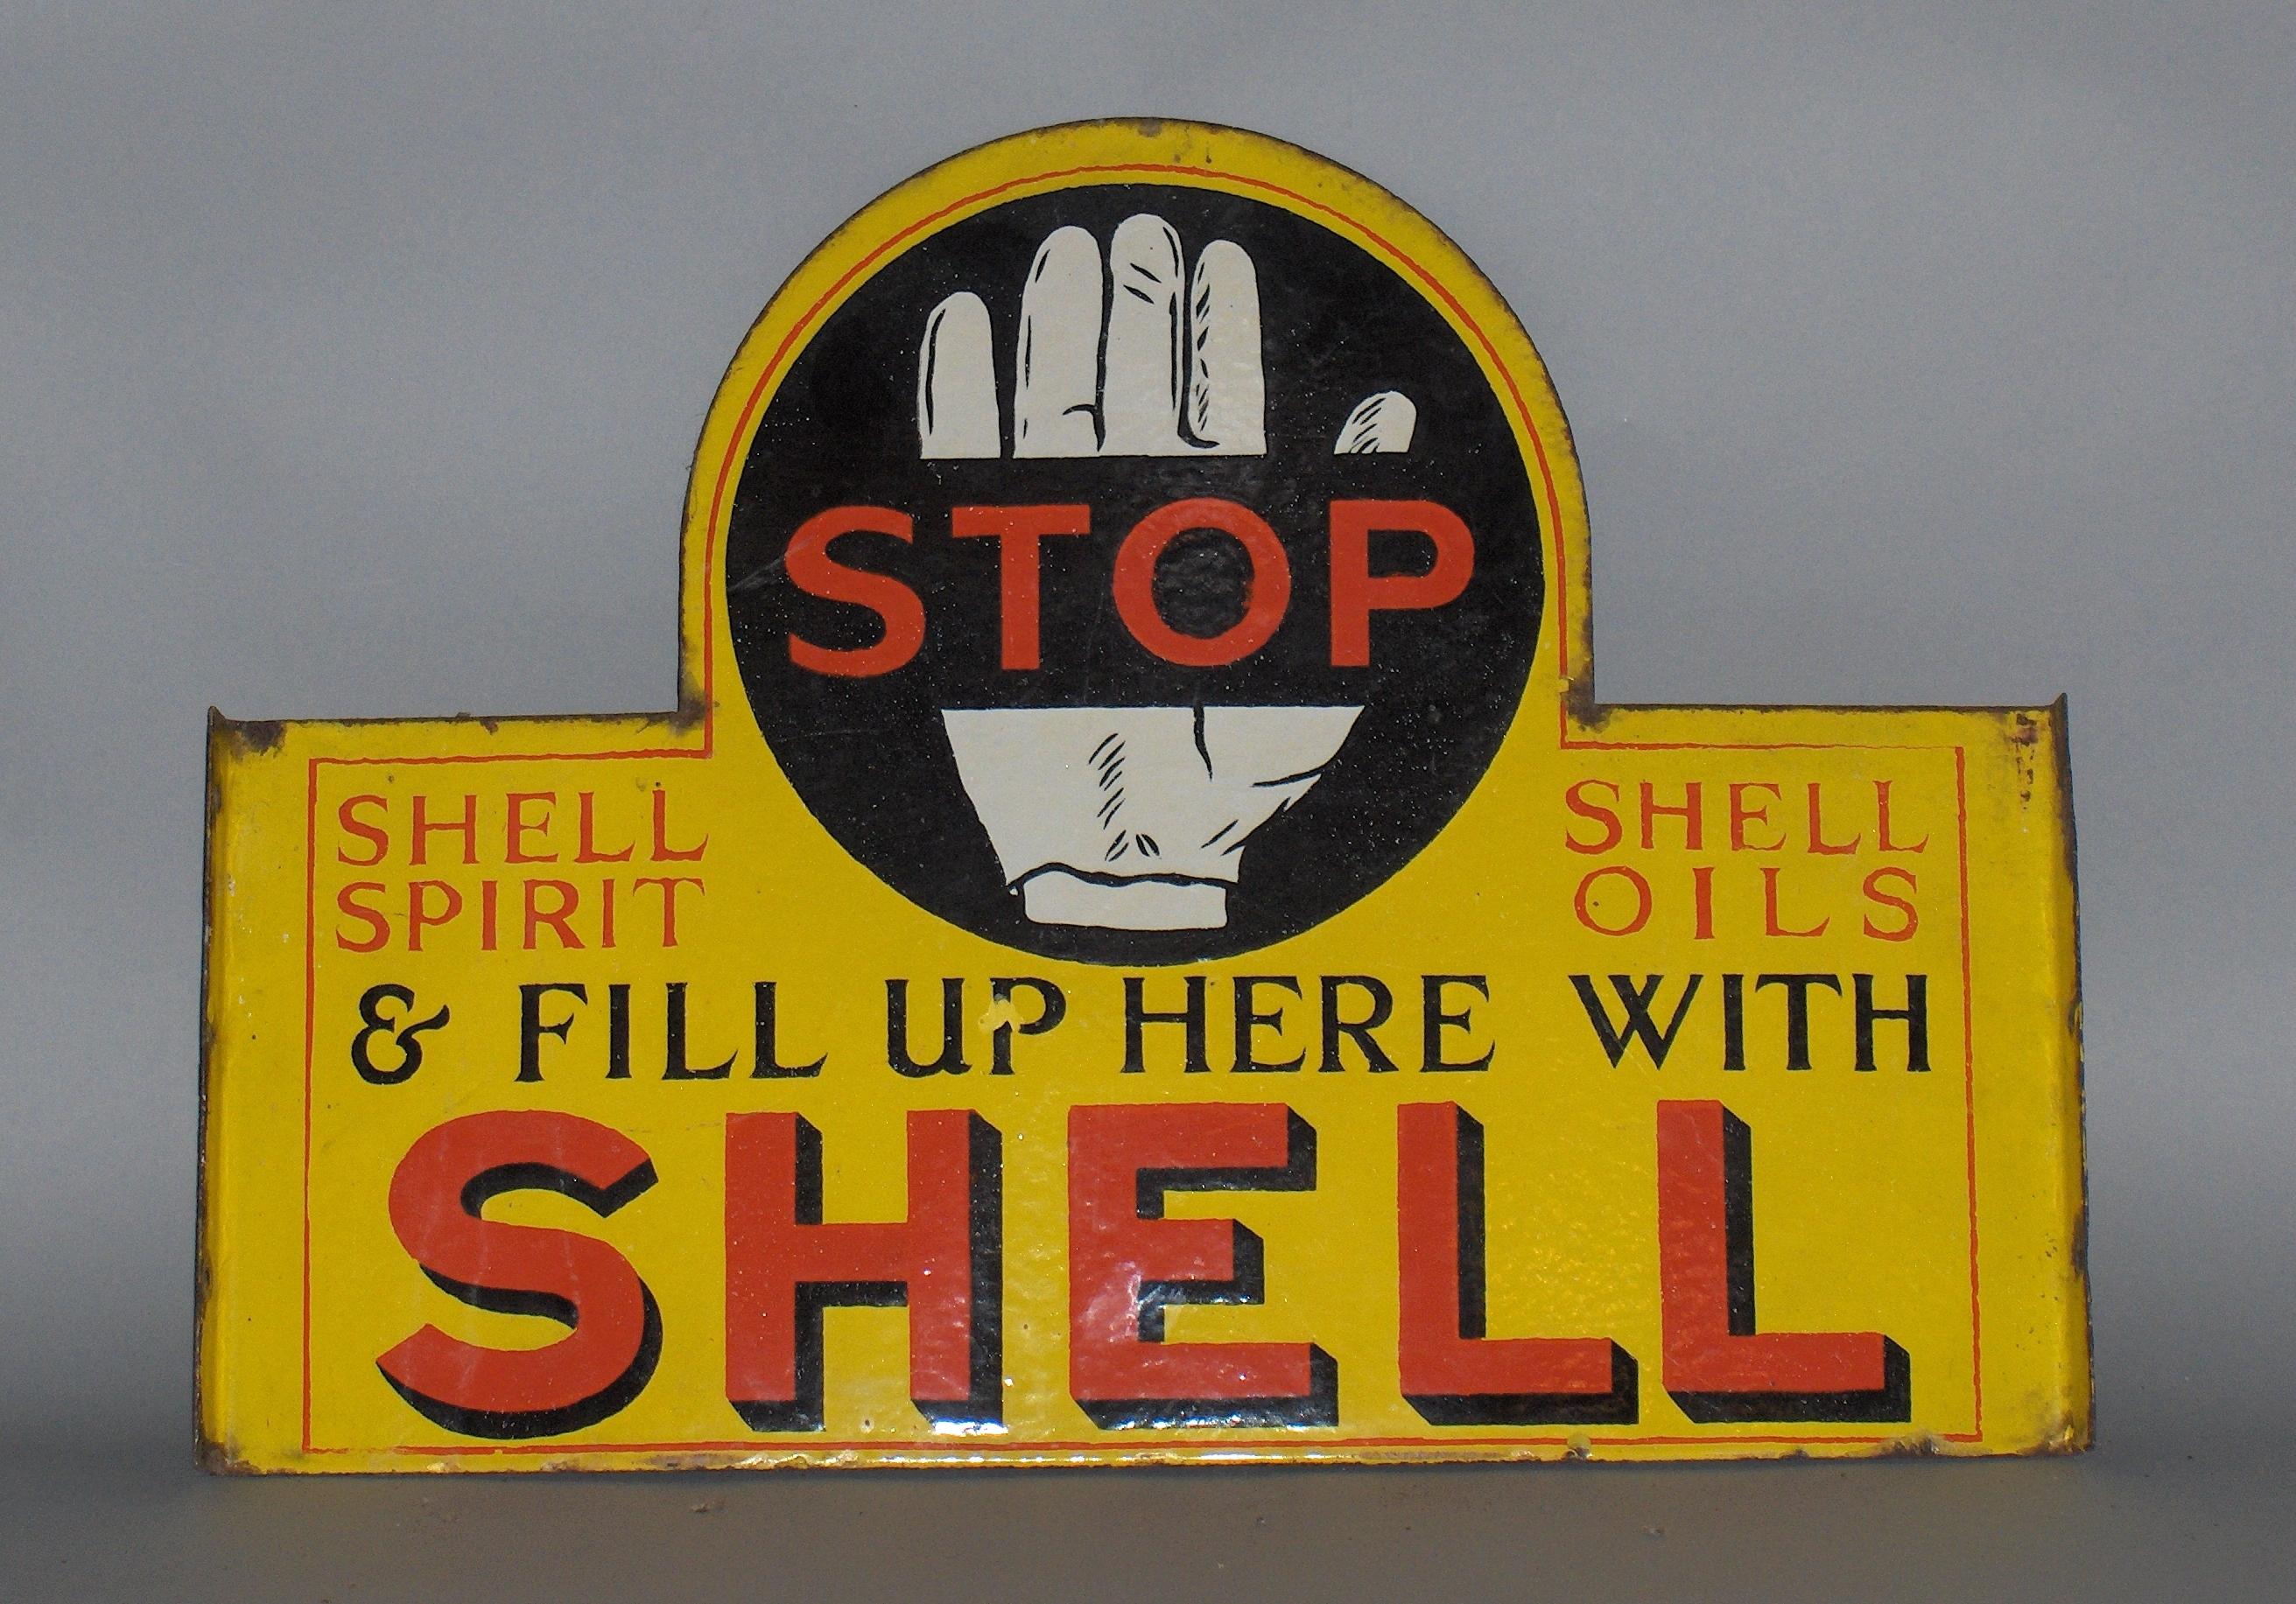 STOP
SHELL
SPIRIT
SHELL
OILS
& FILL UP HERE WITH
SHELL